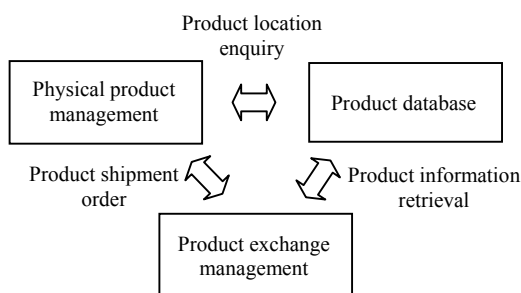 Product location
enquiry
Physical product
management
Product database
Product shipment
order
Product information
retrieval
Product exchange
management